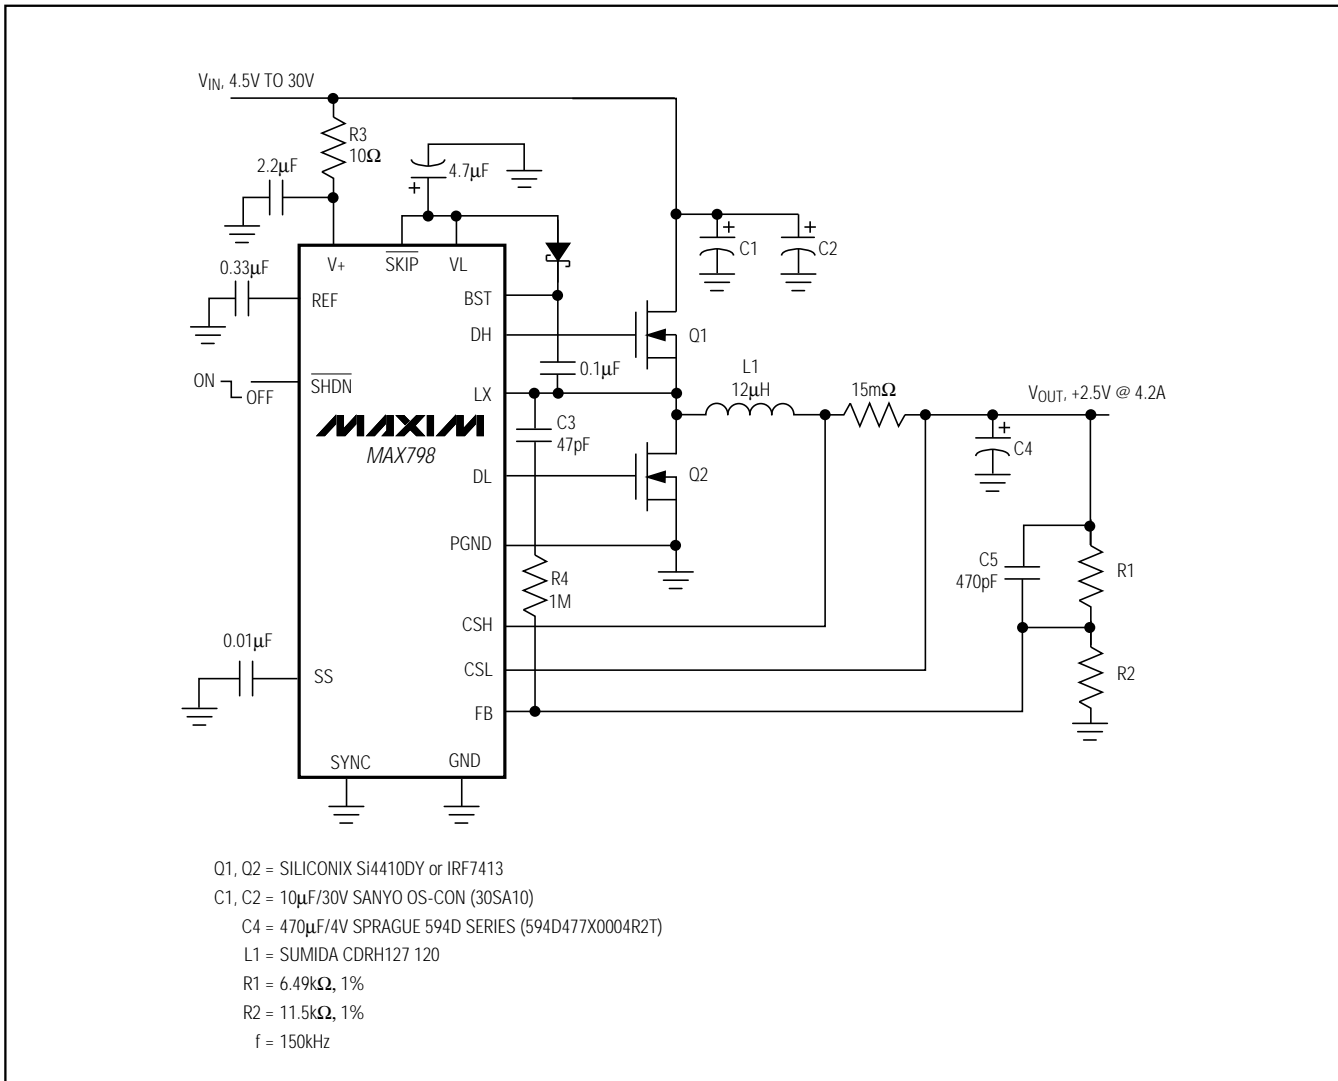 VIN, 4.5V TO 30V
R3
10Ω
2.2µF
4.7µF
+
+
C1
+
C2
V+
SKIP
VL
0.33µF
REF
BST
DH
Q1
ON
OFF
SHDN
0.1µF
LX
L1
12µH
15mΩ
VOUT, +2.5V @ 4.2A
MAXIM
MAX798
C3
47pF
+
C4
DL
Q2
PGND
C5
470pF
R1
R4
1M
CSH
0.01µF
SS
CSL
R2
FB
SYNC
GND
Q1, Q2 = SILICONIX Si4410DY or IRF7413
C1, C2 = 10µF/30V SANYO OS-CON (30SA10)
C4 = 470µF/4V SPRAGUE 594D SERIES (594D477X0004R2T)
L1 = SUMIDA CDRH127 120
R1 = 6.49kΩ, 1%
R2 = 11.5kΩ, 1%
f = 150kHz